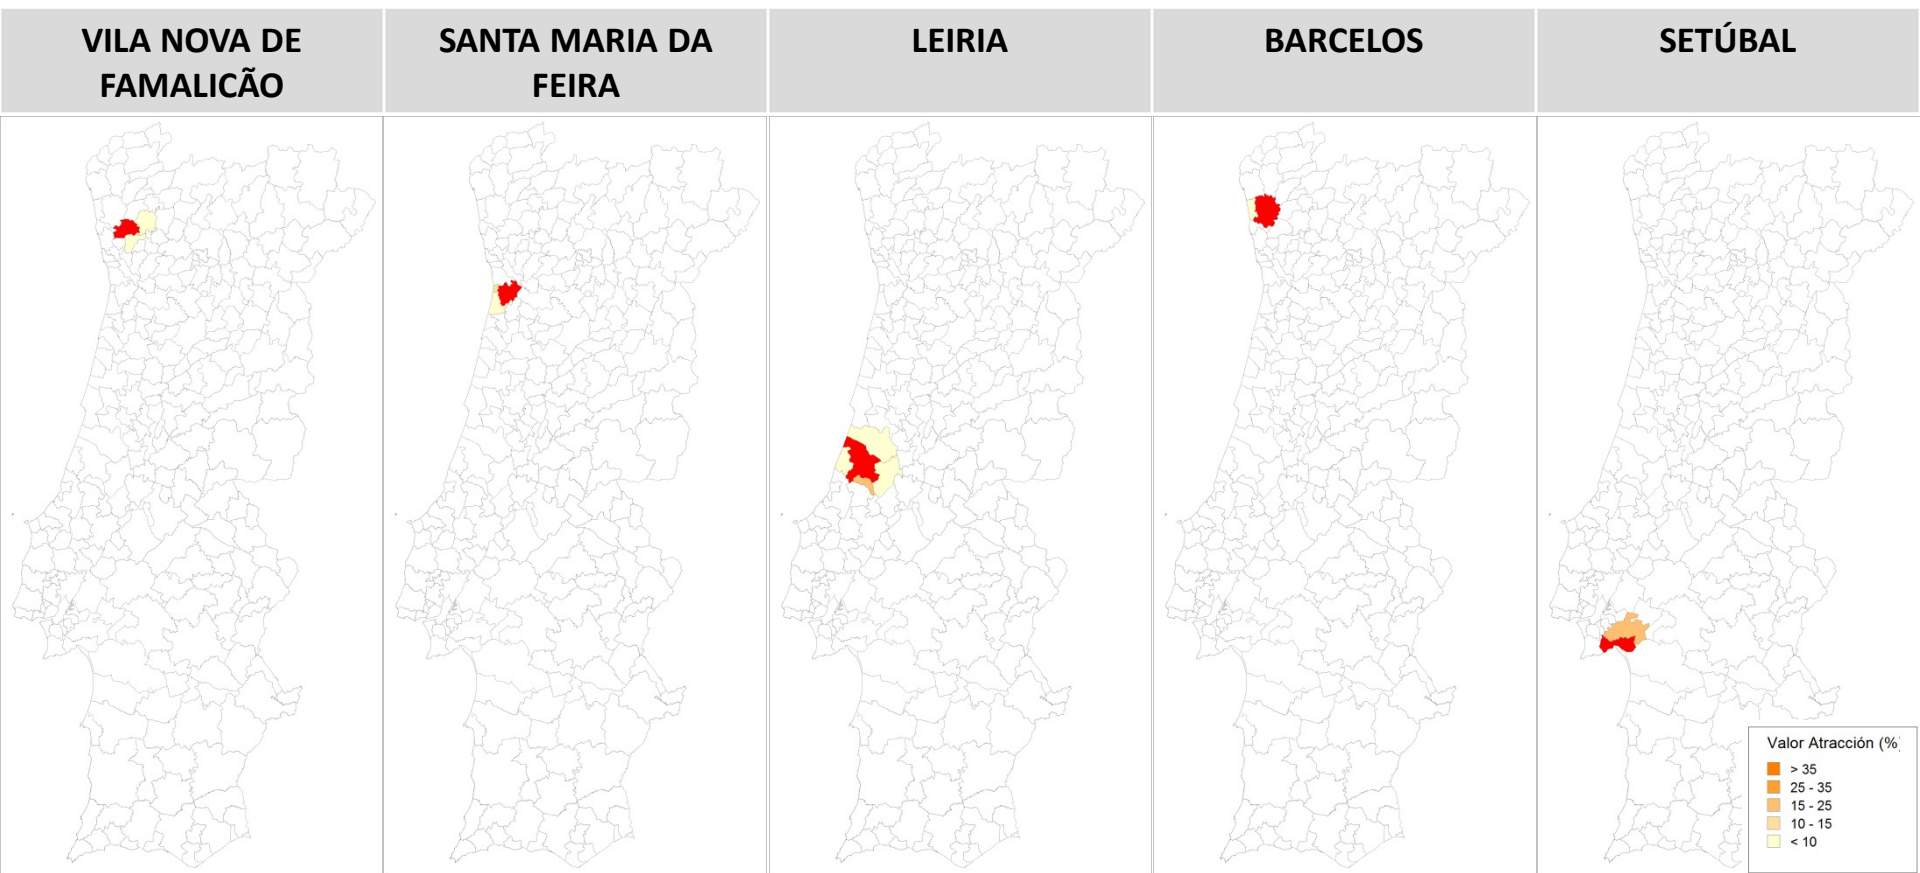 VILA NOVA DE
FAMALICÃO
SANTA MARIA DA
FEIRA
LEIRIA
BARCELOS
SETÚBAL
Valor Atracción (%)
> 35
25 - 35
15 - 25
10 - 15
< 10